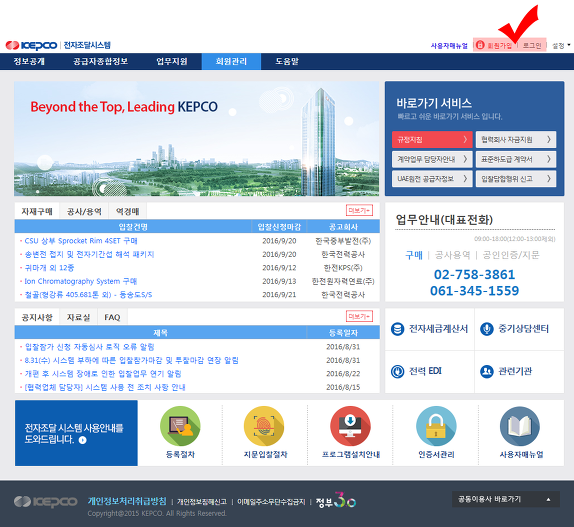 KEPCO 전자조달시스템
사용자매뉴얼 회원가입 로그인 설정
정보공개 공급자종합정보 업무지원 회원관리 도움말
Beyond the Top, Leading KEPCO
바로가기 서비스
빠르고 쉬운 바로가기 서비스 입니다.
규정지침 협력회사 자금지원
계약업무 담당자안내 표준하도급 계약서
UAE원전 공급자정보 입찰담합행위 신고
자재구매 공사/용역 역경매 더보기+
입찰건명 입찰신청마감 공고회사
CSU 상부 Sprocket Rim 4SET 구매 2016/9/20 한국중부발전(주)
송변전 접지 및 전자기간섭 해석 패키지 2016/9/20 한국전력공사
귀마개 외 12종 2016/9/12 한전KPS(주)
Ion Chromatography System 구매 2016/9/13 한전원자력연료(주)
철골(철강류 405.681톤 외) - 동송도S/S 2016/9/21 한국전력공사
업무안내(대표전화)
09:00-18:00(12:00-13:00제외)
구매 | 공사용역 | 공인인증/지문
02-758-3861
061-345-1559
공지사항 자료실 FAQ 더보기+
제목 등록일자
입찰참가 신청 자동심사 로직 오류 알림 2016/8/31
8.31(수) 시스템 부하에 따른 입찰참가마감 및 투찰마감 연장 알림 2016/8/31
개편 후 시스템 장애로 인한 입찰업무 연기 알림 2016/8/22
[협력업체 담당자] 시스템 사용 전 조치 사항 안내 2016/8/15
전자세금계산서 중기상담센터
전력 EDI 관련기관
전자조달 시스템 사용안내를
도와드립니다.
등록절차 지문입찰절차 프로그램설치안내 인증서관리 사용자매뉴얼
KEPCO 개인정보처리취급방침 | 개인정보침해신고 | 이메일주소무단수집금지 | 정부3.0
Copyright@2015 KEPCO. All Rights Reserved.
공동이용사 바로가기